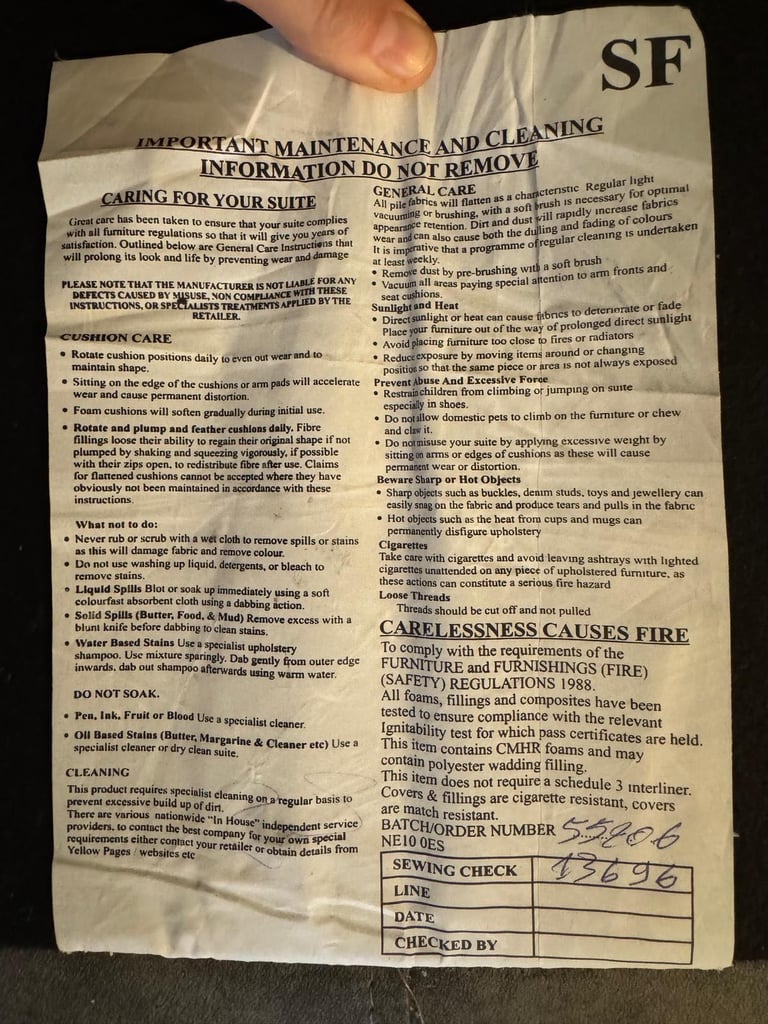 SF
IMPORTANT MAINTENANCE AND CLEANING
INFORMATION DO NOT REMOVE
CARING FOR YOUR SUITE
Great care has been taken to ensure that your suite complies
with all furniture regulations so that it will give you years of
satisfaction. Outlined below are General Care Instructions that
will prolong its look and life by preventing wear and damage
PLEASE NOTE THAT THE MANUFACTURER IS NOT LIABLE FOR ANY
DEFECTS CAUSED BY MISUSE, NON COMPLIANCE WITH THESE
INSTRUCTIONS, OR SPECIALISTS TREATMENTS APPLIED BY THE
RETAILER.
CUSHION CARE
• Rotate cushion positions daily to even out wear and to
maintain shape.
• Sitting on the edge of the cushions or arm pads will accelerate
wear and cause permanent distortion.
• Foam cushions will soften gradually during initial use.
• Rotate and plump and feather cushions daily. Fibre
fillings loose their ability to regain their original shape if not
plumped by shaking and squeezing vigorously, if possible
with their zips open, to redistribute fibre after use. Claims
for flattened cushions cannot be accepted where they have
obviously not been maintained in accordance with these
instructions.
What not to do:
• Never rub or scrub with a wet cloth to remove spills or stains
as this will damage fabric and remove colour.
• Do not use washing up liquid, detergents, or bleach to
remove stains.
• Liquid Spills Blot or soak up immediately using a soft
colourfast absorbent cloth using a dabbing action.
• Solid Spills (Butter, Food, & Mud) Remove excess with a
blunt knife before dabbing to clean stains.
• Water Based Stains Use a specialist upholstery
shampoo. Use mixture sparingly. Dab gently from outer edge
inwards, dab out shampoo afterwards using warm water.
DO NOT SOAK.
• Pen, Ink, Fruit or Blood Use a specialist cleaner.
• Oil Based Stains (Butter, Margarine & Cleaner etc) Use a
specialist cleaner or dry clean suite.
CLEANING
This product requires specialist cleaning on a regular basis to
prevent excessive build up of dirt.
There are various nationwide "In House" independent service
providers, to contact the best company for your own special
requirements either contact your retailer or obtain details from
Yellow Pages / websites etc
GENERAL CARE
All pile fabrics will flatten as a characteristic Regular light
vacuuming or brushing, with a soft brush is necessary for optimal
appearance retention. Dirt and dust will rapidly increase fabrics
wear and can also cause both the dulling and fading of colours
It is imperative that a programme of regular cleaning is undertaken
at least weekly.
• Remove dust by pre-brushing with a soft brush
• Vacuum all areas paying special attention to arm fronts and
seat cushions.
Sunlight and Heat
• Direct sunlight or heat can cause fabrics to deteriorate or fade
Place your furniture out of the way of prolonged direct sunlight
• Avoid placing furniture too close to fires or radiators
• Reduce exposure by moving items around or changing
position so that the same piece or area is not always exposed
Prevent Abuse And Excessive Force
• Restrain children from climbing or jumping on suite
especially in shoes.
• Do not allow domestic pets to climb on the furniture or chew
and claw it.
• Do not misuse your suite by applying excessive weight by
sitting on arms or edges of cushions as these will cause
permanent wear or distortion.
Beware Sharp or Hot Objects
• Sharp objects such as buckles, denim studs, toys and jewellery can
easily snag on the fabric and produce tears and pulls in the fabric
• Hot objects such as the heat from cups and mugs can
permanently disfigure upholstery
Cigarettes
Take care with cigarettes and avoid leaving ashtrays with lighted
cigarettes unattended on any piece of upholstered furniture, as
these actions can constitute a serious fire hazard
Loose Threads
Threads should be cut off and not pulled
CARELESSNESS CAUSES FIRE
To comply with the requirements of the
FURNITURE and FURNISHINGS (FIRE)
(SAFETY) REGULATIONS 1988.
All foams, fillings and composites have been
tested to ensure compliance with the relevant
Ignitability test for which pass certificates are held.
This item contains CMHR foams and may
contain polyester wadding filling.
This item does not require a schedule 3 interliner.
Covers & fillings are cigarette resistant, covers
are match resistant.
BATCH/ORDER NUMBER
NE10 0ES
SEWING CHECK 13696
LINE
DATE
CHECKED BY